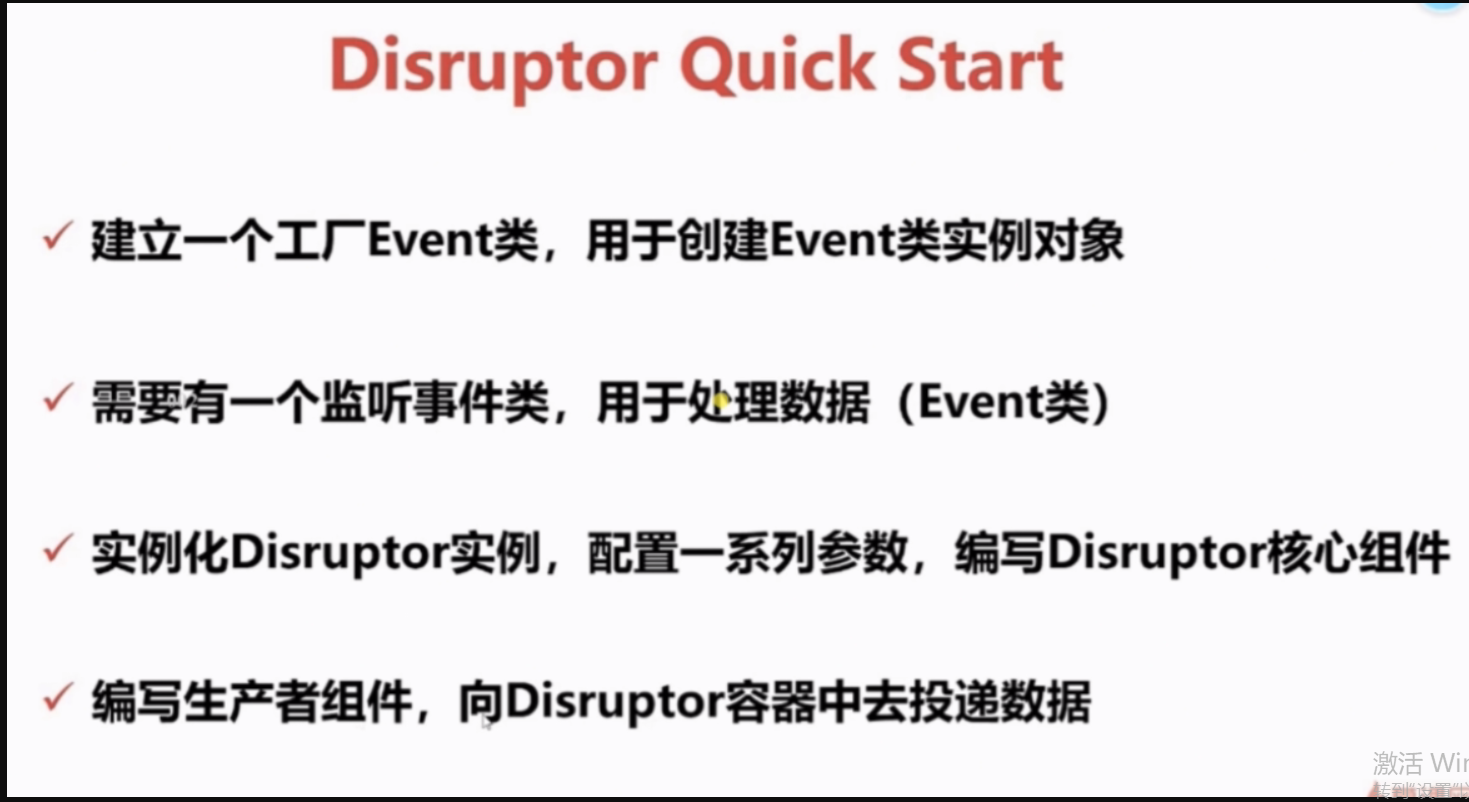 Disruptor Quick Start
建立一个工厂Event类，用于创建Event类实例对象
需要有一个监听事件类，用于处理数据（Event类）
实例化Disruptor实例，配置一系列参数，编写Disruptor核心组件
编写生产者组件，向Disruptor容器中去投递数据
激活 Win
转到"设置"